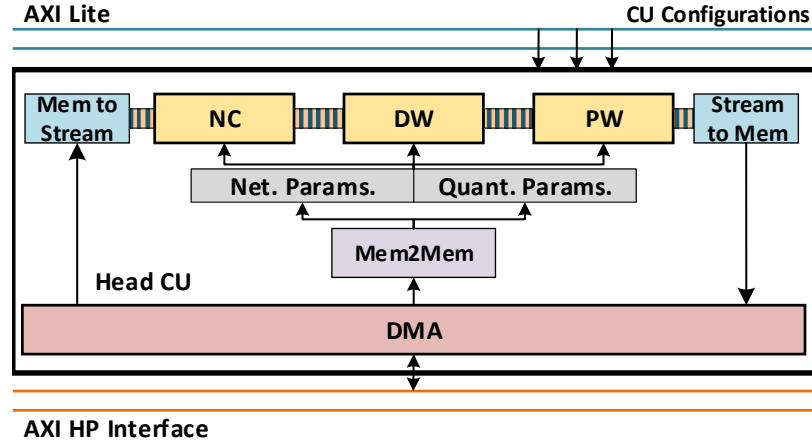 AXI Lite
CU Configurations
Mem to
Stream
NC
DW
PW
Stream
to Mem
Net. Params.
Quant. Params.
Mem2Mem
Head CU
DMA
AXI HP Interface